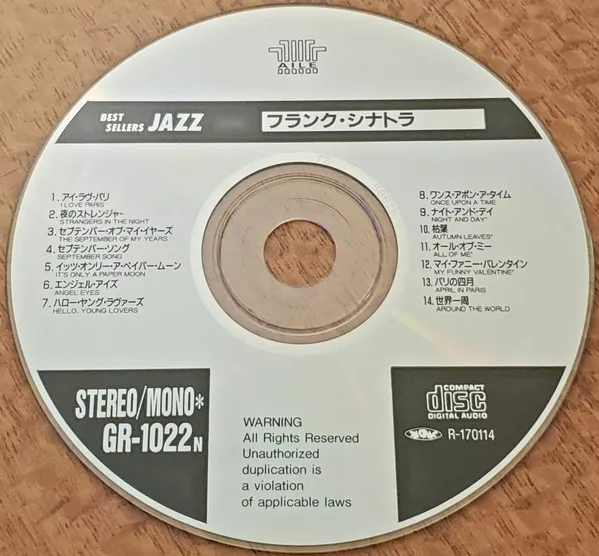 AILE
BEST
SELLERS JAZZ
フランク・シナトラ
1. アイ・ラヴ・パリ
I LOVE PARIS
2. 夜のストレンジャー
STRANGERS IN THE NIGHT
3. セプテンバー・オブ・マイ・イヤーズ
THE SEPTEMBER OF MY YEARS
4. セプテンバー・ソング
SEPTEMBER SONG
5. イッツ・オンリー・ア・ペイパー・ムーン
IT'S ONLY A PAPER MOON
6. エンジェル・アイズ
ANGEL EYES
7. ハロー・ヤング・ラヴァーズ
HELLO, YOUNG LOVERS
8. ワンス・アポン・ア・タイム
ONCE UPON A TIME
9. ナイト・アンド・デイ
NIGHT AND DAY*
10. 枯葉
AUTUMN LEAVES*
11. オール・オブ・ミー
ALL OF ME*
12. マイ・ファニー・バレンタイン
MY FUNNY VALENTINE*
13. パリの四月
APRIL IN PARIS
14. 世界一周
AROUND THE WORLD
STEREO/MONO*
GR-1022N
WARNING
All Rights Reserved
Unauthorized
duplication is
a violation
of applicable laws
COMPACT
disc
DIGITAL AUDIO
R-170114